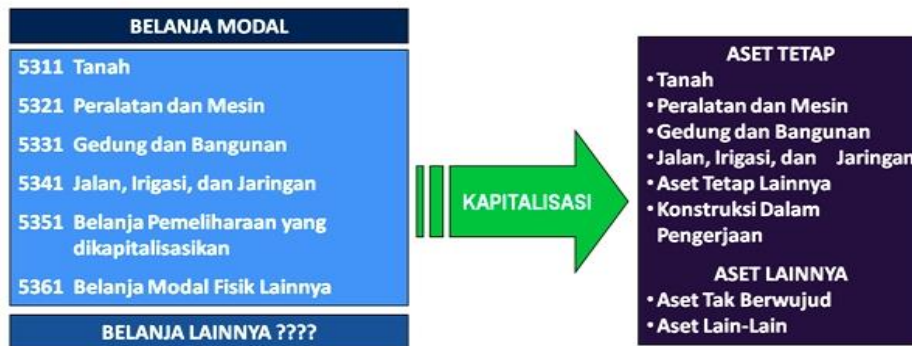 BELANJA MODAL
5311 Tanah
5321 Peralatan dan Mesin
5331 Gedung dan Bangunan
5341 Jalan, Irigasi, dan Jaringan
5351 Belanja Pemeliharaan yang
dikapitalisasikan
5361 Belanja Modal Fisik Lainnya
BELANJA LAINNYA ????
KAPITALISASI
ASET TETAP
• Tanah
• Peralatan dan Mesin
• Gedung dan Bangunan
• Jalan, Irigasi, dan Jaringan
• Aset Tetap Lainnya
• Konstruksi Dalam
Pengerjaan
ASET LAINNYA
• Aset Tak Berwujud
• Aset Lain-Lain